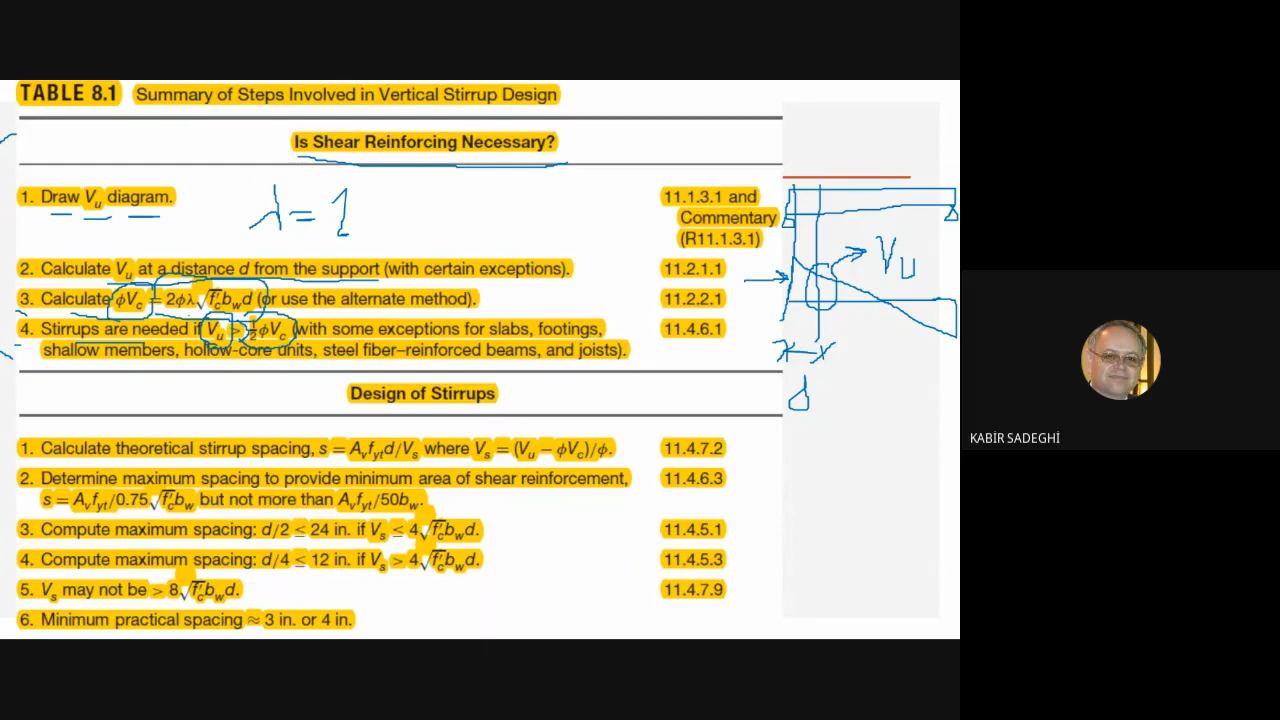 TABLE 8.1 Summary of Steps Involved in Vertical Stirrup Design
Is Shear Reinforcing Necessary?
1. Draw Vu diagram. 11.1.3.1 and
Commentary
(R11.1.3.1)
λ = 1
Vu
2. Calculate Vu at a distance d from the support (with certain exceptions). 11.2.1.1
3. Calculate ϕVc = 2ϕλ√f′c bwd (or use the alternate method). 11.2.2.1
4. Stirrups are needed if Vu > ½ϕVc (with some exceptions for slabs, footings, 11.4.6.1
shallow members, hollow-core units, steel fiber–reinforced beams, and joists).
d
Design of Stirrups
1. Calculate theoretical stirrup spacing, s = Avfytd/Vs where Vs = (Vu − ϕVc)/ϕ. 11.4.7.2
2. Determine maximum spacing to provide minimum area of shear reinforcement, 11.4.6.3
s = Avfyt/0.75√f′c bw but not more than Avfyt/50bw.
3. Compute maximum spacing: d/2 ≤ 24 in. if Vs ≤ 4√f′c bwd. 11.4.5.1
4. Compute maximum spacing: d/4 ≤ 12 in. if Vs > 4√f′c bwd. 11.4.5.3
5. Vs may not be > 8√f′c bwd. 11.4.7.9
6. Minimum practical spacing ≈ 3 in. or 4 in.
KABİR SADEGHİ